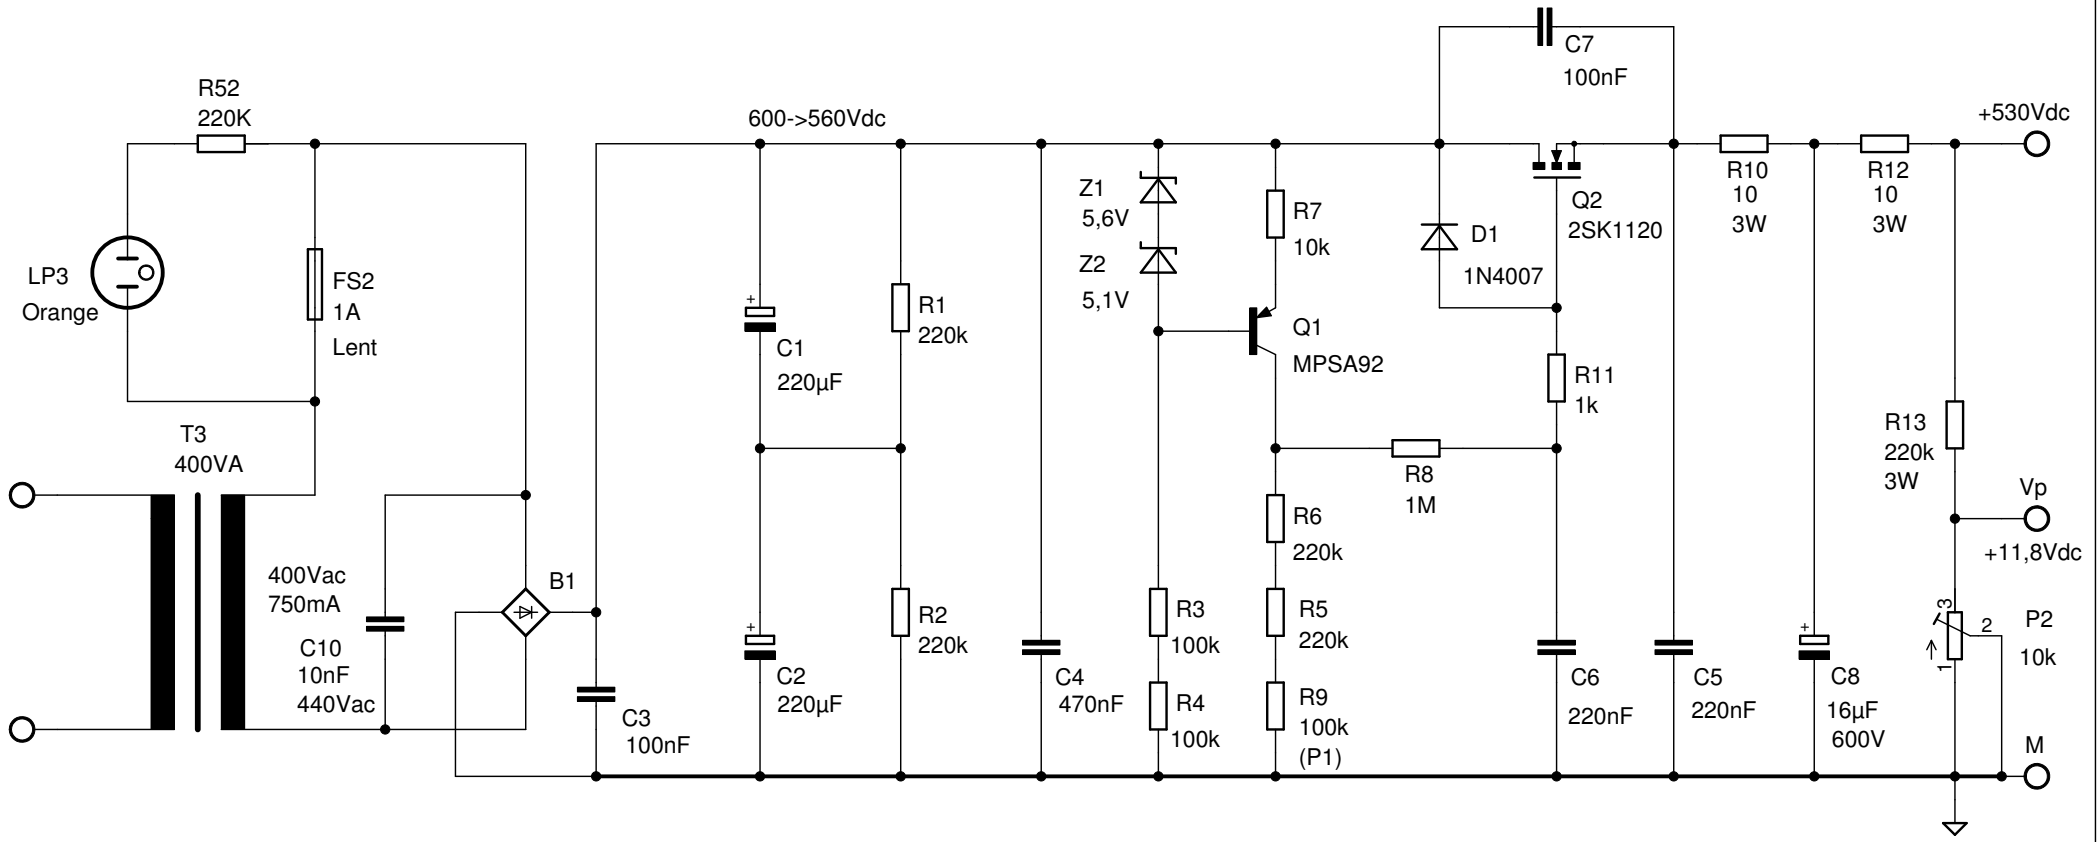 C7
100nF
R52
220K
600->560Vdc
+530Vdc
Z1
5,6V
Z2
5,1V
R7
10k
D1
1N4007
Q2
2SK1120
R10
10
3W
R12
10
3W
LP3
Orange
FS2
1A
Lent
+
C1
220µF
R1
220k
Q1
MPSA92
R11
1k
T3
400VA
R8
1M
R13
220k
3W
Vp
+11,8Vdc
400Vac
750mA
C10
10nF
440Vac
B1
C3
100nF
+
C2
220µF
R2
220k
C4
470nF
R3
100k
R4
100k
R6
220k
R5
220k
R9
100k
(P1)
C6
220nF
C5
220nF
+
C8
16µF
600V
3
2
1
P2
10k
M